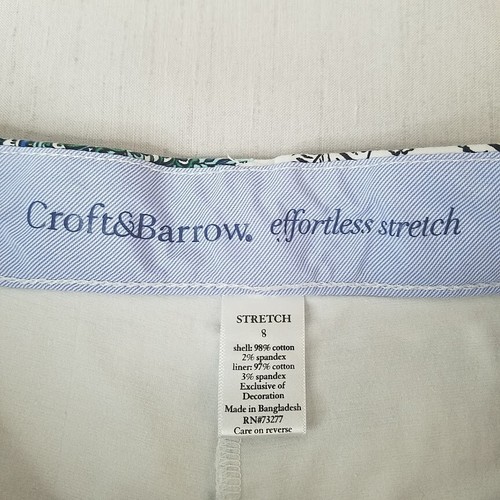 Croft&Barrow® effortless stretch
STRETCH
8
shell: 98% cotton
2% spandex
liner: 97% cotton
3% spandex
Exclusive of
Decoration
Made in Bangladesh
RN#73277
Care on reverse